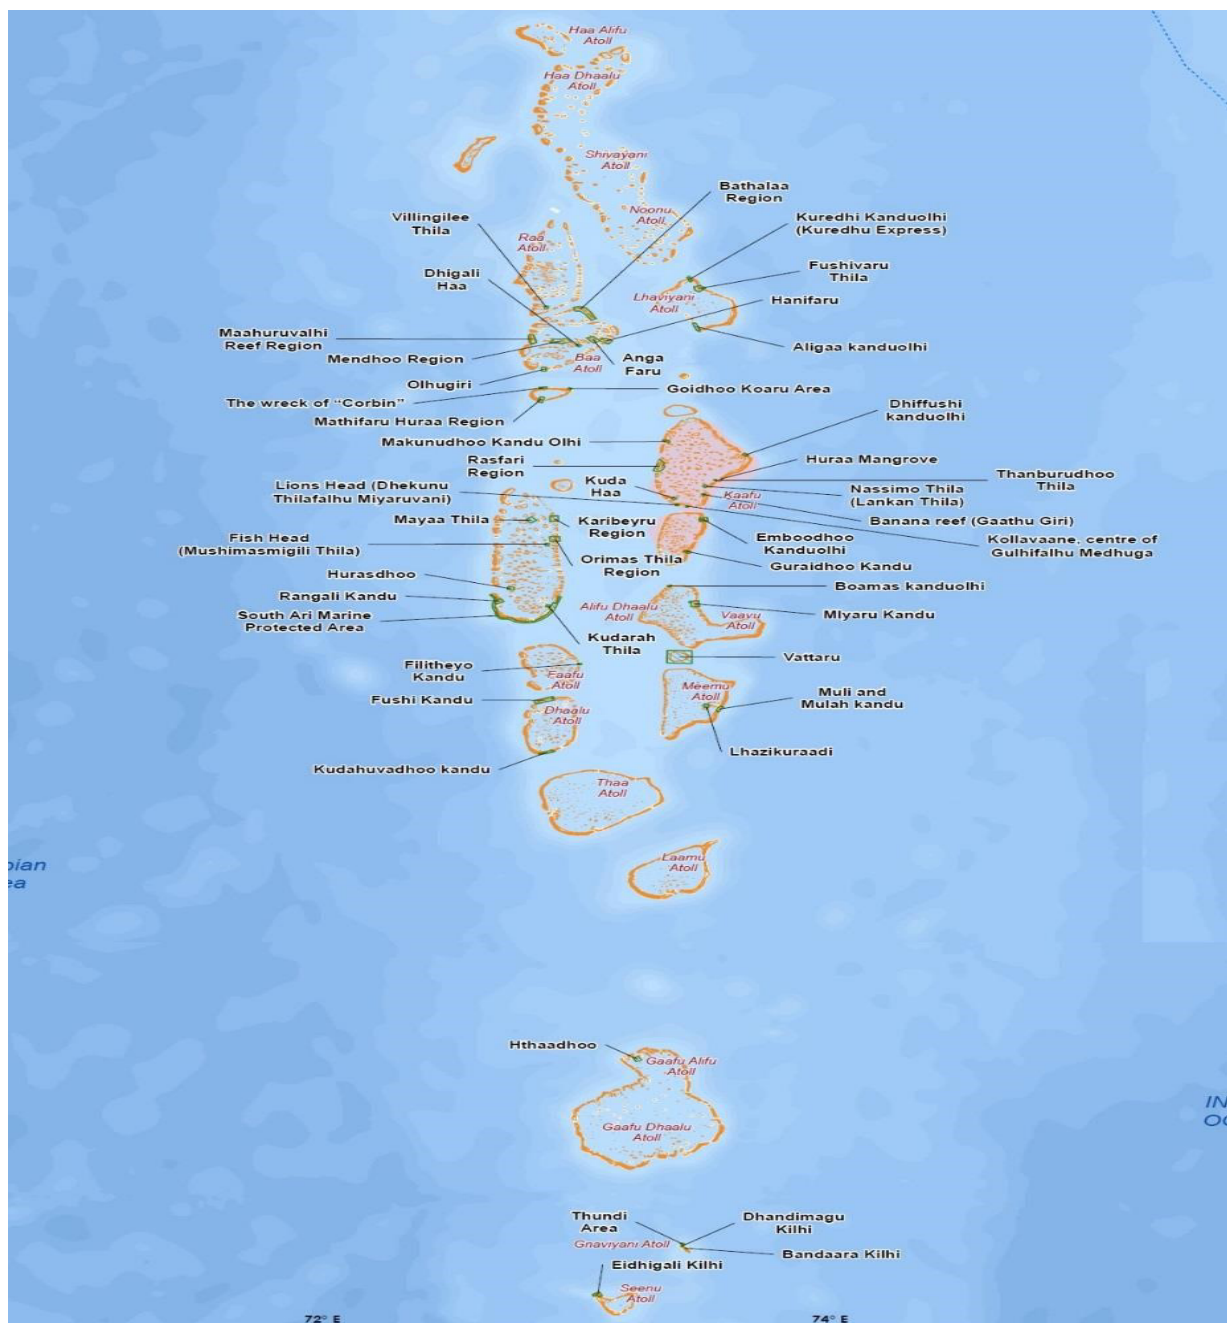 Haa Alifu
Atoll
Haa Dhaalu
Atoll
Shivayani
Atoll
Bathalaa
Region
Villingilee
Thila
Noonu
Atoll
Kuredhi Kanduolhi
(Kuredhu Express)
Raa
Atoll
Dhigali
Haa
Fushivaru
Thila
Lhaviyani
Atoll
Hanifaru
Maahuruvalhi
Reef Region
Mendhoo Region
Aligaa kanduolhi
Baa
Atoll
Anga
Faru
Olhugiri
Goidhoo Koaru Area
The wreck of "Corbin"
Dhiffushi
kanduolhi
Mathifaru Huraa Region
Makunudhoo Kandu Olhi
Rasfari
Region
Huraa Mangrove
Kuda
Haa
Thanburudhoo
Thila
Lions Head (Dhekunu
Thilafalhu Miyaruvani)
Nassimo Thila
(Lankan Thila)
Kaafu
Atoll
Mayaa Thila
Karibeyru
Region
Banana reef (Gaathu Giri)
Fish Head
(Mushimasmigili Thila)
Emboodhoo
Kanduolhi
Kollavaane, centre of
Gulhifalhu Medhuga
Orimas Thila
Region
Guraidhoo Kandu
Hurasdhoo
Boamas kanduolhi
Rangali Kandu
Alifu Dhaalu
Atoll
Miyaru Kandu
South Ari Marine
Protected Area
Vaavu
Atoll
Kudarah
Thila
Filitheyo
Kandu
Vattaru
Faafu
Atoll
Fushi Kandu
Meemu
Atoll
Muli and
Mulah kandu
Dhaalu
Atoll
Lhazikuraadi
Kudahuvadhoo kandu
Thaa
Atoll
Laamu
Atoll
bian
ea
Hthaadhoo
Gaafu Alifu
Atoll
IN
OC
Gaafu Dhaalu
Atoll
Thundi
Area
Dhandimagu
Kilhi
Gnaviyani Atoll
Bandaara Kilhi
Eidhigali Kilhi
Seenu
Atoll
72° E
74° E